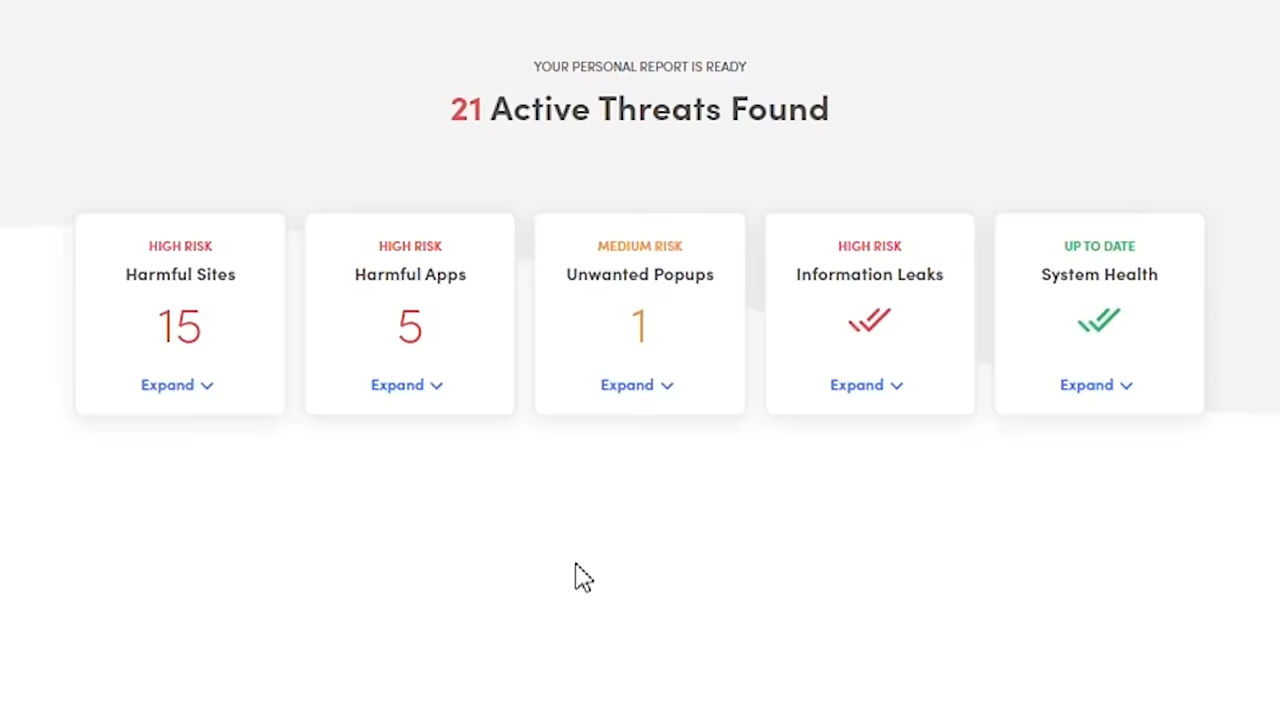 YOUR PERSONAL REPORT IS READY
21 Active Threats Found
HIGH RISK
Harmful Sites
15
Expand
HIGH RISK
Harmful Apps
5
Expand
MEDIUM RISK
Unwanted Popups
1
Expand
HIGH RISK
Information Leaks
Expand
UP TO DATE
System Health
Expand